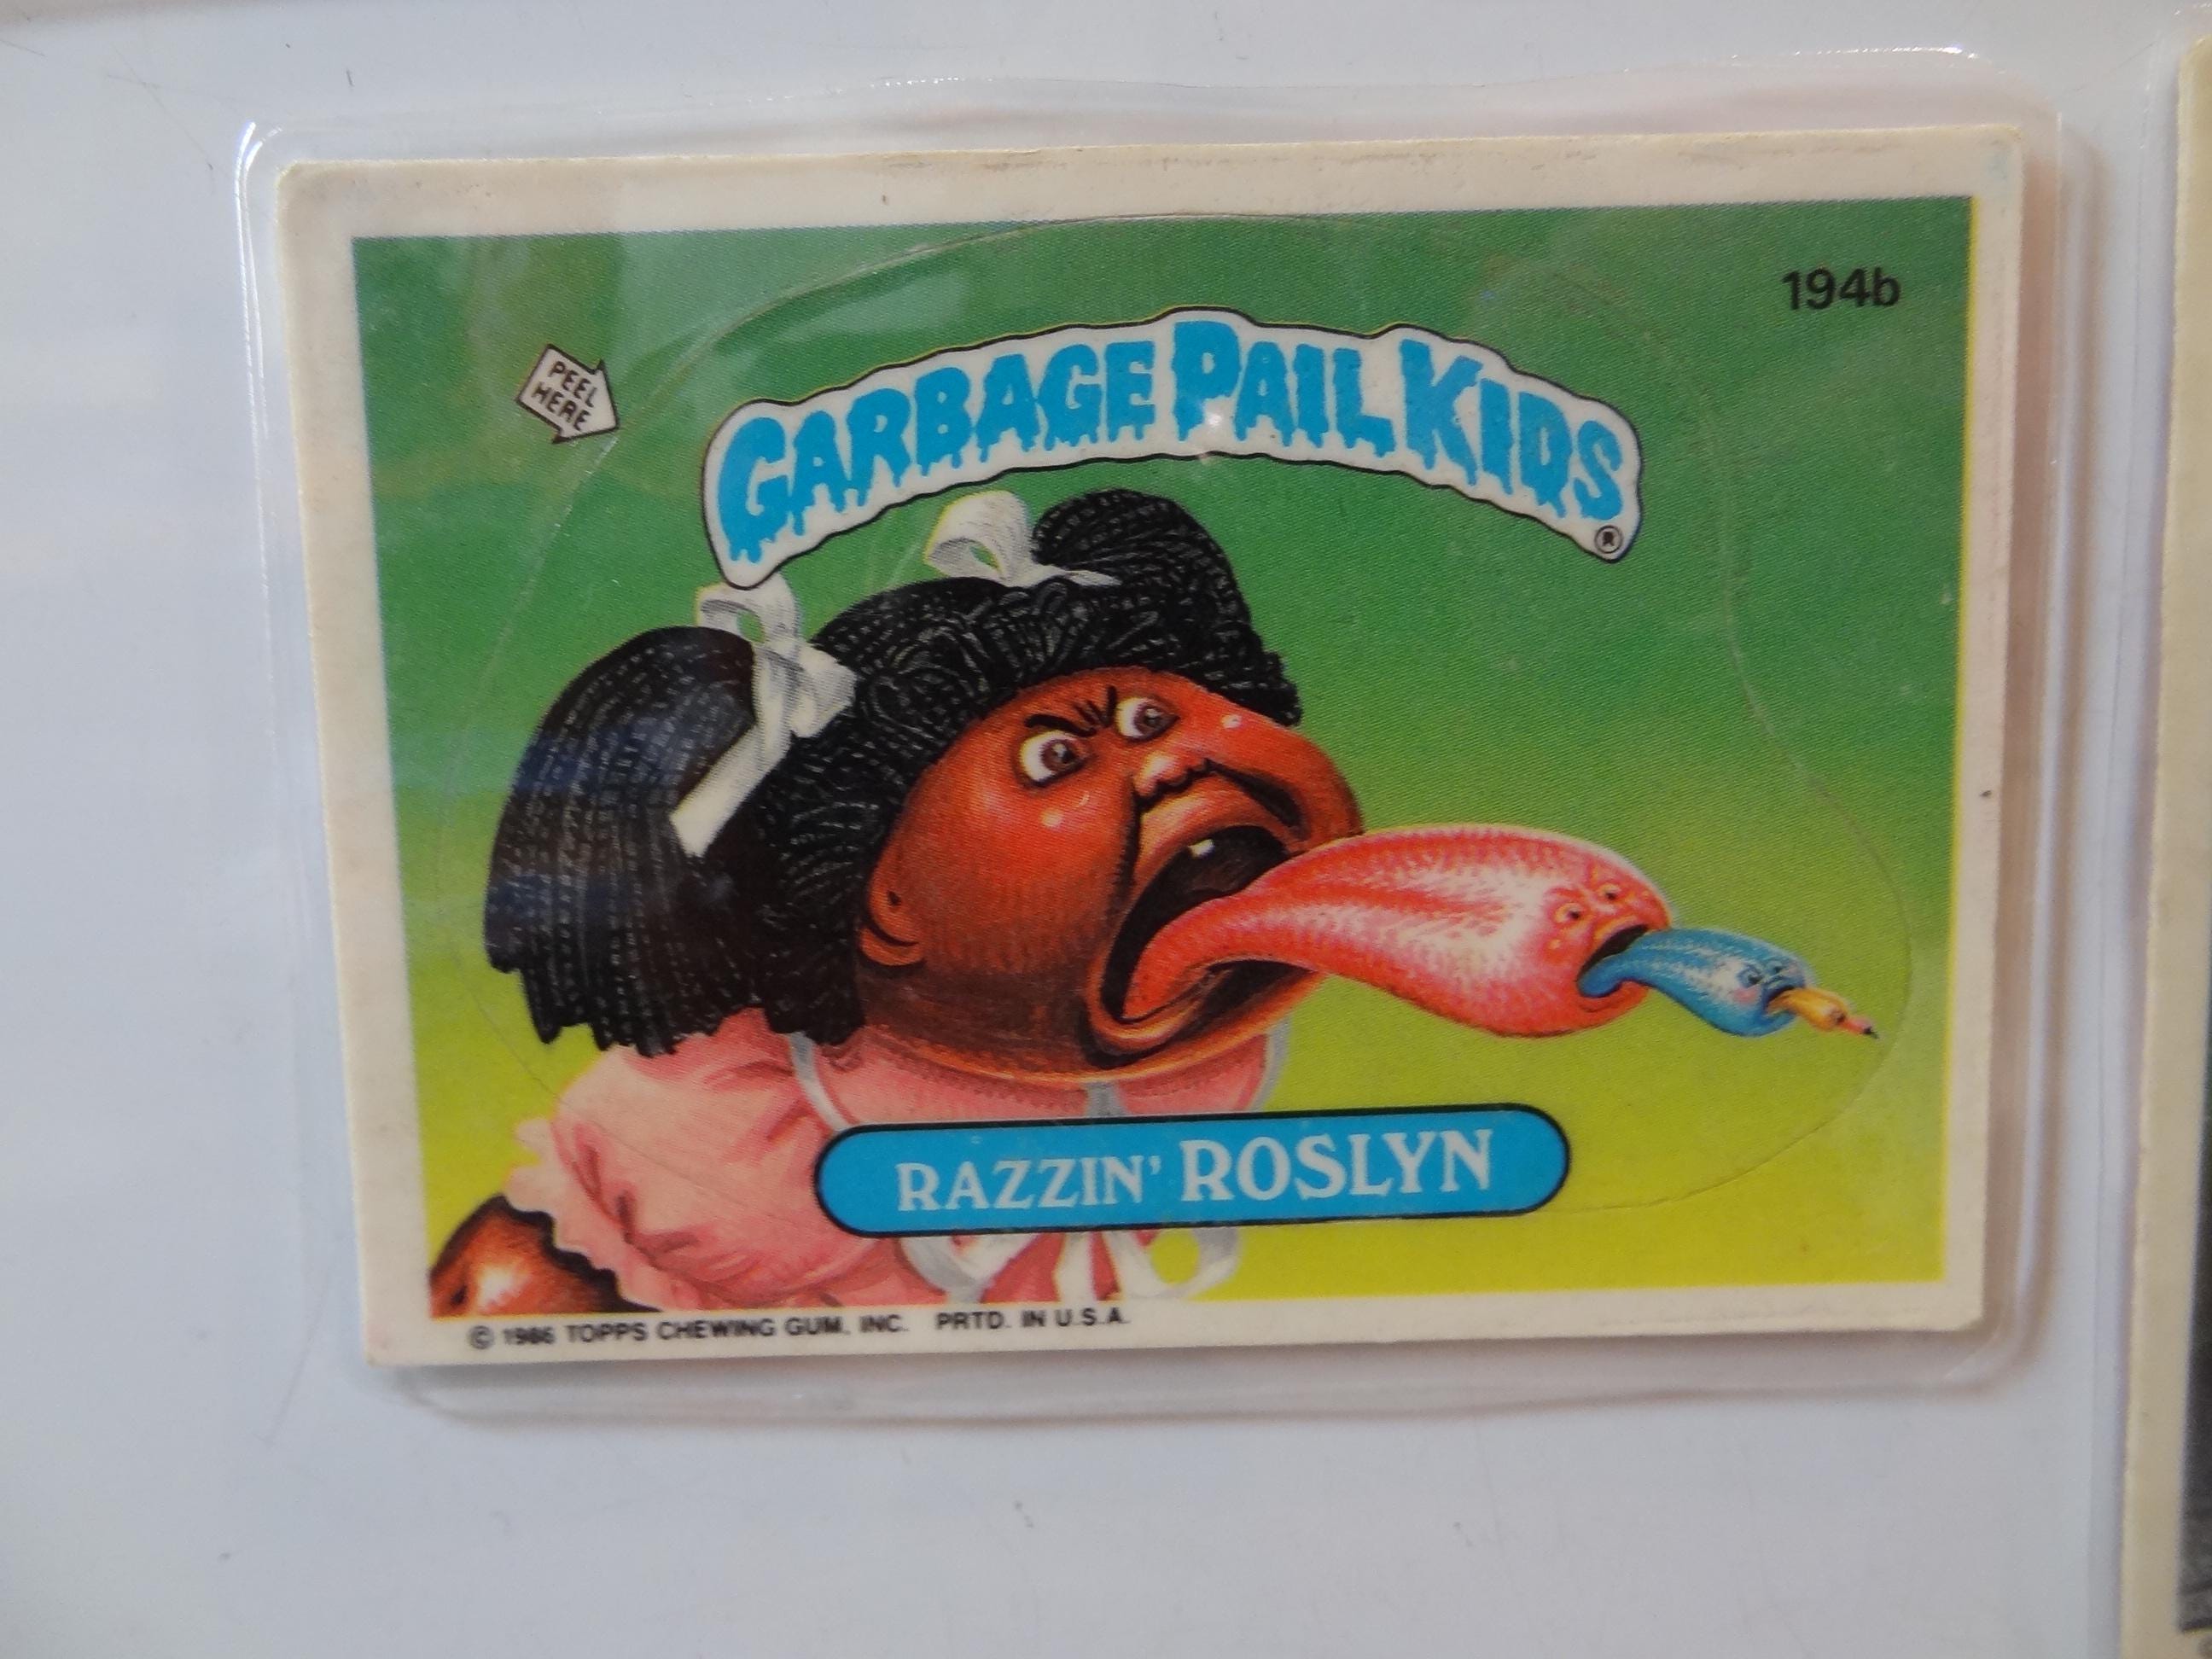 194b
PEEL
HERE
GARBAGE PAIL KIDS
®
RAZZIN' ROSLYN
© 1986 TOPPS CHEWING GUM, INC. PRTD. IN U.S.A.